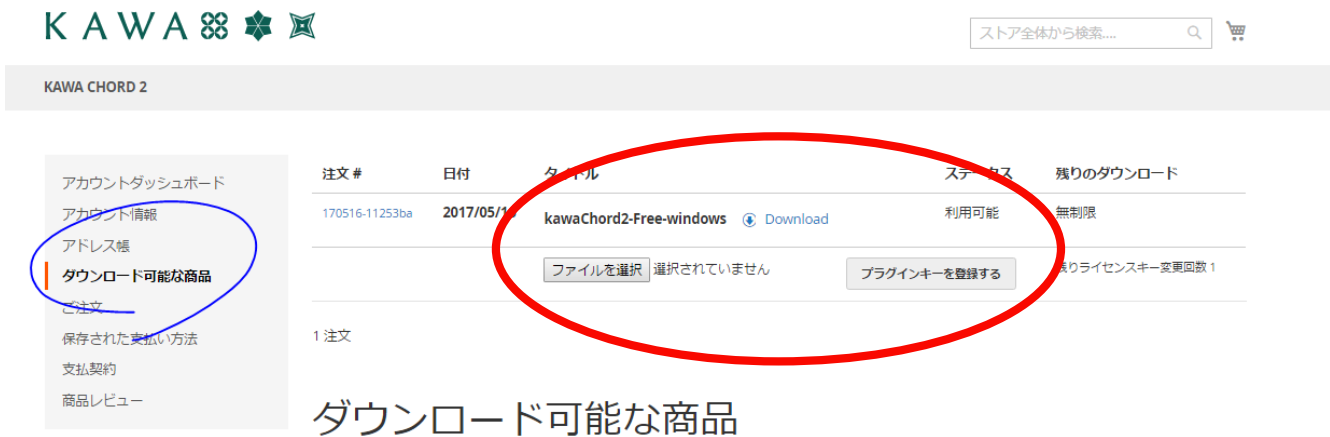 KAWA
ストア全体から検索....
KAWA CHORD 2
アカウントダッシュボード
アカウント情報
アドレス帳
ダウンロード可能な商品
ご注文
保存された支払い方法
支払契約
商品レビュー
注文 # 日付 タイトル ステータス 残りのダウンロード
170516-11253ba 2017/05/1 kawaChord2-Free-windows Download 利用可能 無制限
ファイルを選択 選択されていません プラグインキーを登録する 残りライセンスキー変更回数 1
1 注文
ダウンロード可能な商品